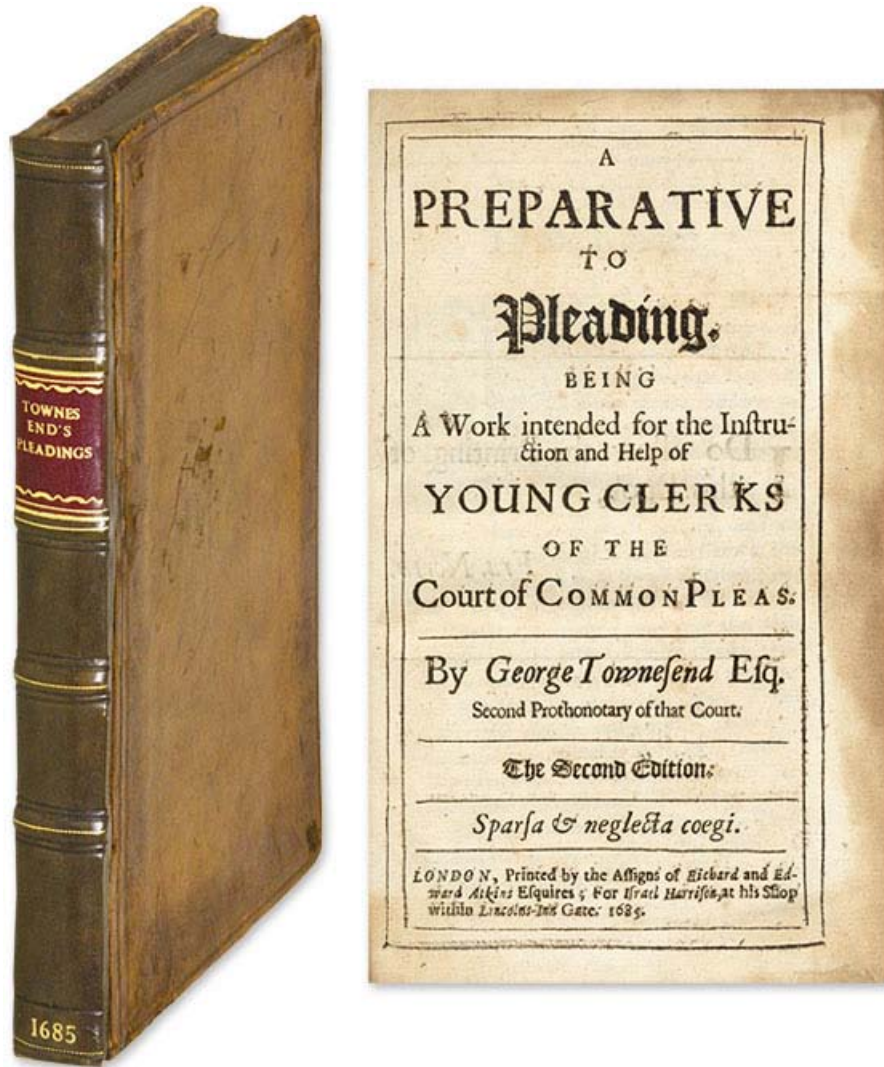 TOWNES
END'S
PLEADINGS
1685
A
PREPARATIVE
TO
Pleading.
BEING
A Work intended for the Inſtru-
ction and Help of
YOUNG CLERKS
OF THE
Court of COMMON PLEAS.
By George Towneſend Eſq.
Second Prothonotary of that Court.
The Second Edition.
Sparſa & neglecta coegi.
LONDON, Printed by the Aſſigns of Richard and Ed-
ward Atkins Eſquires; For Iſrael Harriſon, at his Shop
within Lincolns-Inn Gate. 1685.